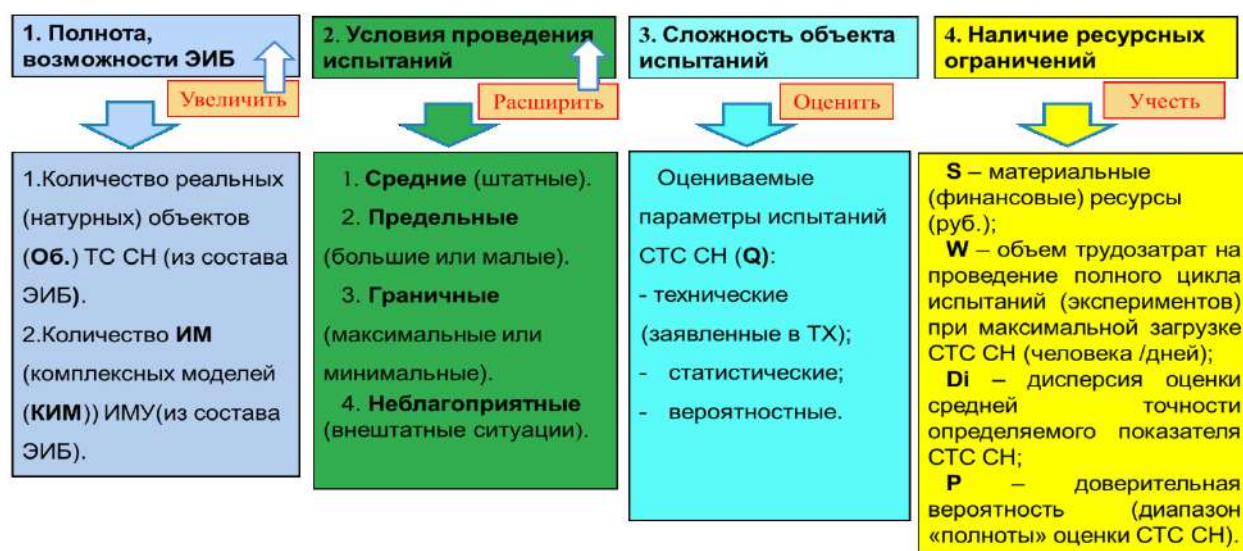 1. Полнота,
возможности ЭИБ
Увеличить
1.Количество реальных
(натурных) объектов
(Об.) ТС СН (из состава
ЭИБ).
2.Количество ИМ
(комплексных моделей
(КИМ)) ИМУ(из состава
ЭИБ).
2. Условия проведения
испытаний
Расширить
1. Средние (штатные).
2. Предельные
(большие или малые).
3. Граничные
(максимальные или
минимальные).
4. Неблагоприятные
(внештатные ситуации).
3. Сложность объекта
испытаний
Оценить
Оцениваемые
параметры испытаний
СТС СН (Q):
- технические
(заявленные в ТХ);
- статистические;
- вероятностные.
4. Наличие ресурсных
ограничений
Учесть
S – материальные
(финансовые) ресурсы
(руб.);
W – объем трудозатрат на
проведение полного цикла
испытаний (экспериментов)
при максимальной загрузке
СТС СН (человека /дней);
Di – дисперсия оценки
средней точности
определяемого показателя
СТС СН;
P – доверительная
вероятность (диапазон
«полноты» оценки СТС СН).